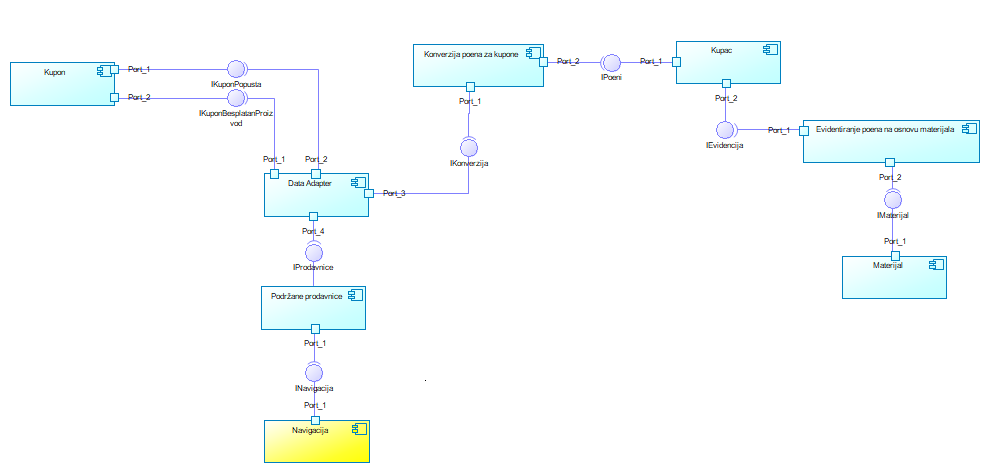 Kupon
Port_1
Port_2
IKuponPopusta
IKuponBesplatanProiz
vod
Konverzija poena za kupone
Port_2
Port_1
IPoeni
Port_1
Kupac
Port_2
IKonverzija
IEvidencija
Port_1
Evidentiranje poena na osnovu materijala
Port_2
IMaterijal
Port_1
Materijal
Port_1
Port_2
Data Adapter
Port_3
Port_4
IProdavnice
Podržane prodavnice
Port_1
INavigacija
Port_1
Navigacija